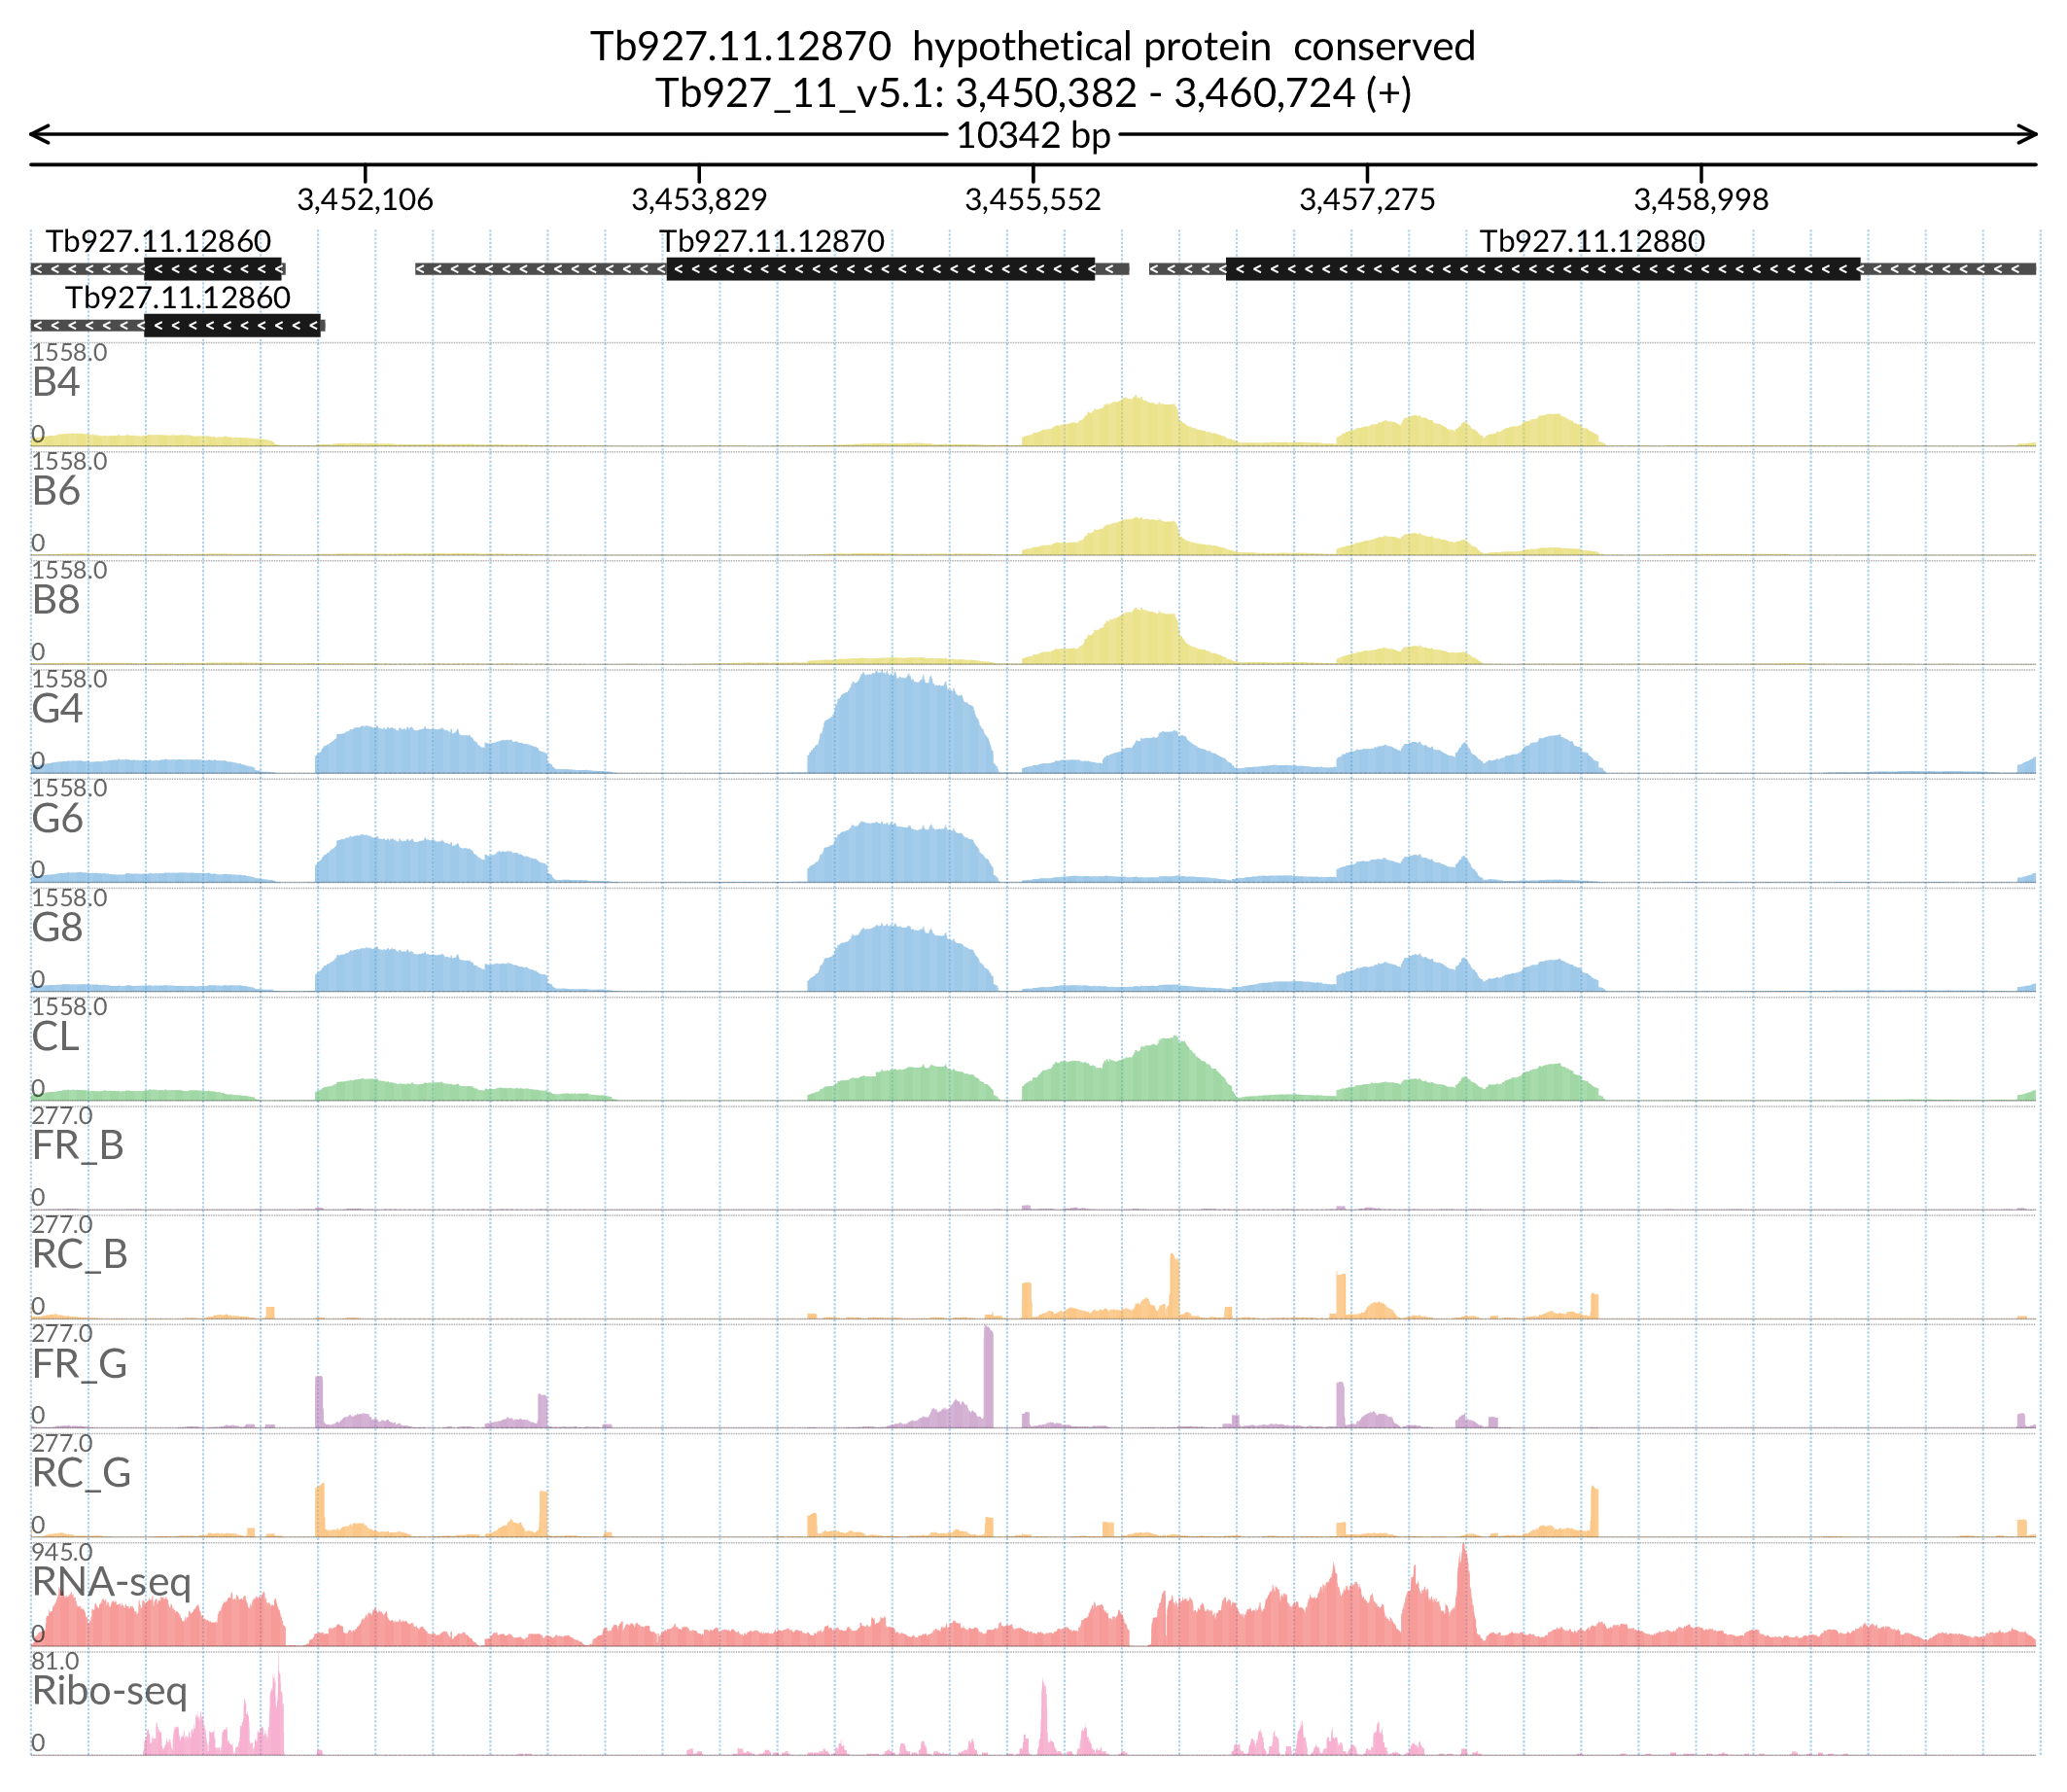 Tb927.11.12870  hypothetical protein  conserved
Tb927_11_v5.1: 3,450,382 - 3,460,724 (+)
10342 bp
3,452,106 3,453,829 3,455,552 3,457,275 3,458,998
Tb927.11.12860 Tb927.11.12870 Tb927.11.12880
Tb927.11.12860
1558.0
B4
0
1558.0
B6
0
1558.0
B8
0
1558.0
G4
0
1558.0
G6
0
1558.0
G8
0
1558.0
CL
0
277.0
FR_B
0
277.0
RC_B
0
277.0
FR_G
0
277.0
RC_G
0
945.0
RNA-seq
0
81.0
Ribo-seq
0